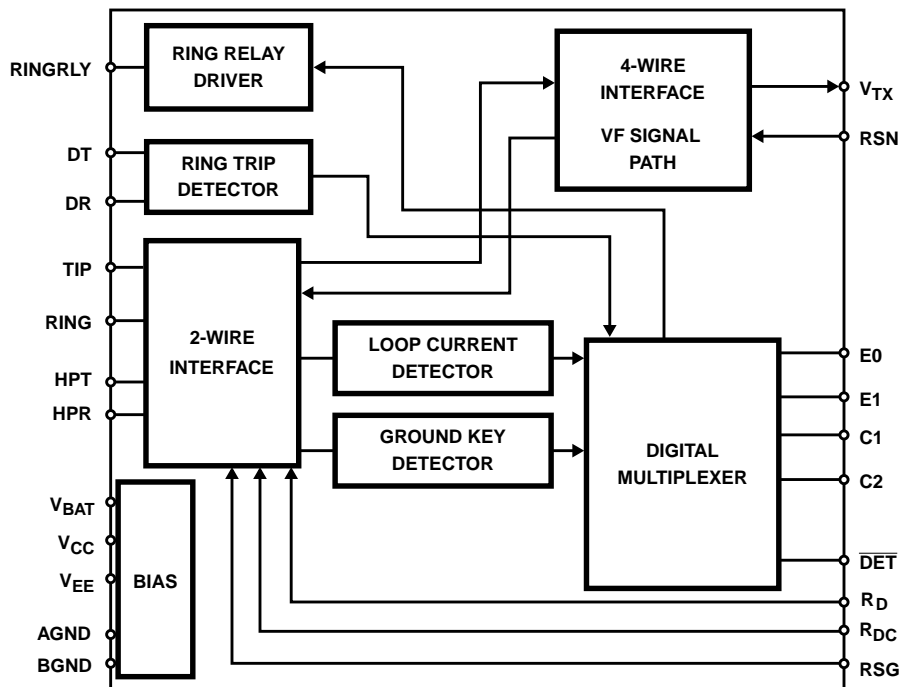 RINGRLY
DT
DR
TIP
RING
HPT
HPR
VBAT
VCC
VEE
AGND
BGND
RING RELAY
DRIVER
RING TRIP
DETECTOR
2-WIRE
INTERFACE
BIAS
LOOP CURRENT
DETECTOR
GROUND KEY
DETECTOR
4-WIRE
INTERFACE
VF SIGNAL
PATH
DIGITAL
MULTIPLEXER
VTX
RSN
E0
E1
C1
C2
DET
RD
RDC
RSG